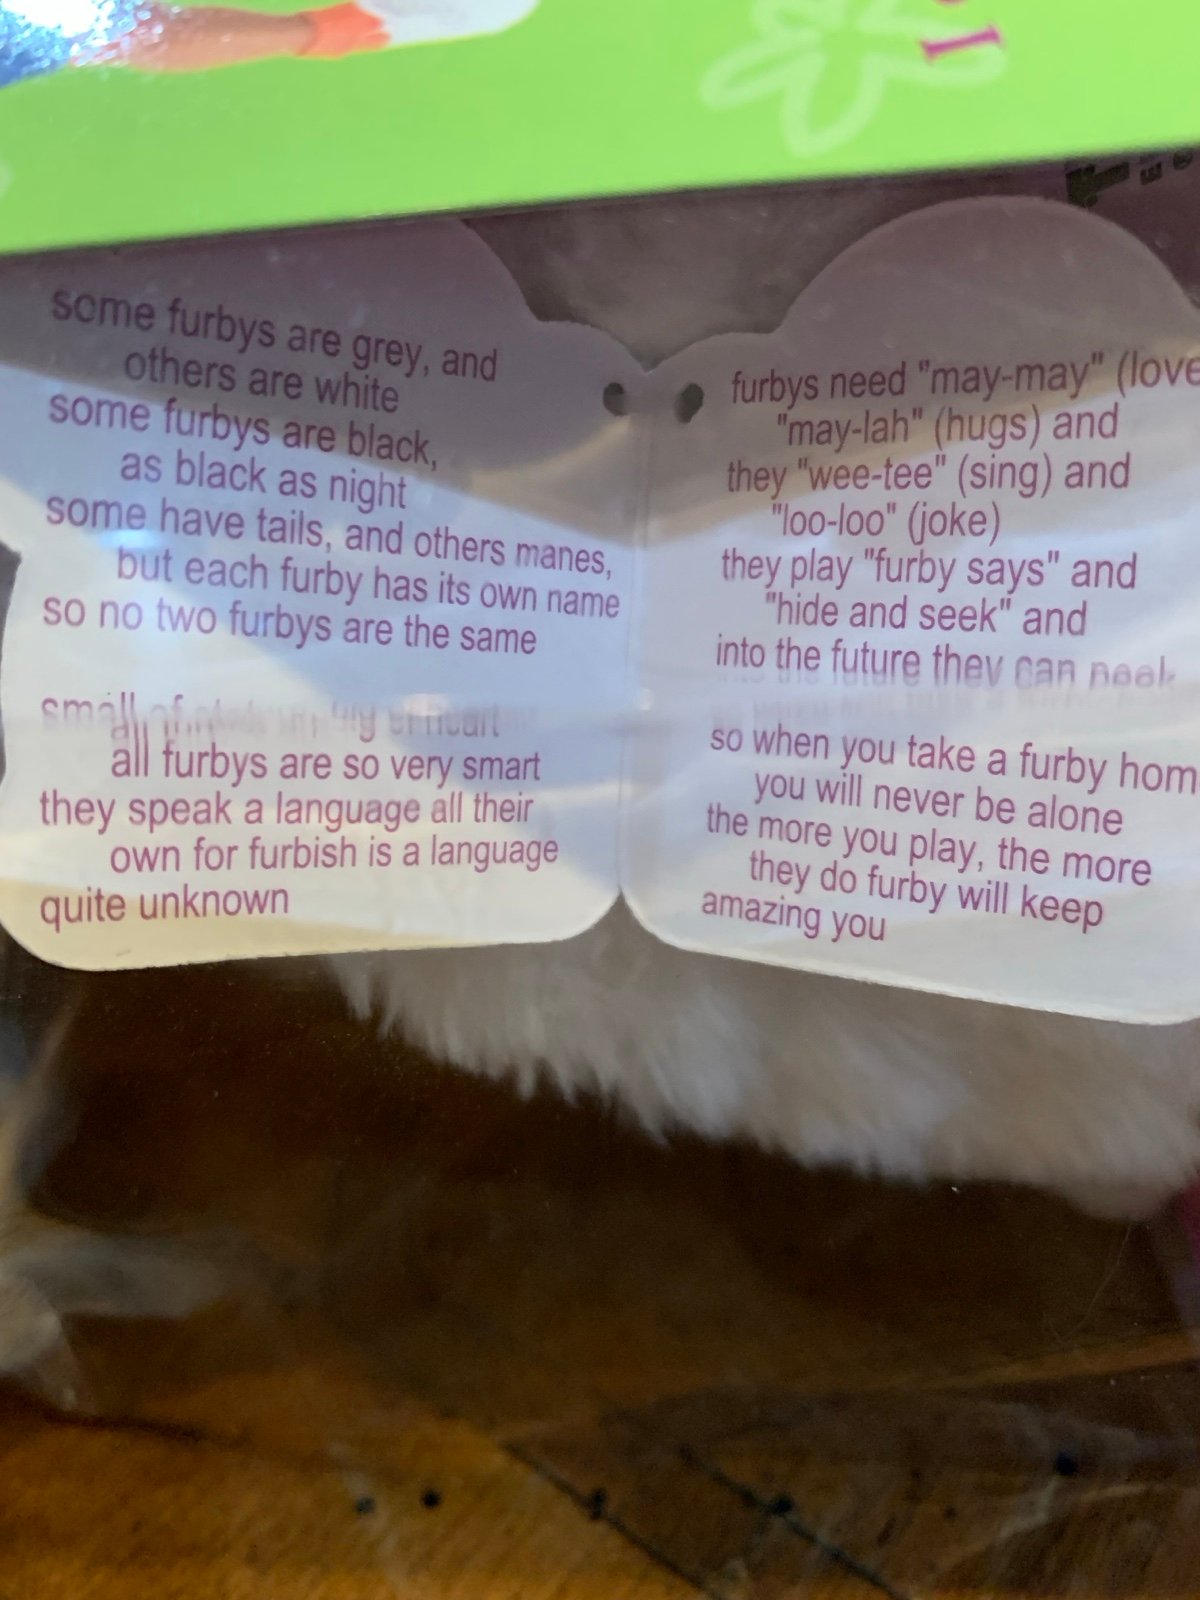 some furbys are grey, and
others are white
some furbys are black,
as black as night
some have tails, and others manes,
but each furby has its own name
so no two furbys are the same
small of
all furbys are so very smart
they speak a language all their
own for furbish is a language
quite unknown
furbys need "may-may" (love
"may-lah" (hugs) and
they "wee-tee" (sing) and
"loo-loo" (joke)
they play "furby says" and
"hide and seek" and
into the future they can peek
so when you take a furby hom
you will never be alone
the more you play, the more
they do furby will keep
amazing you